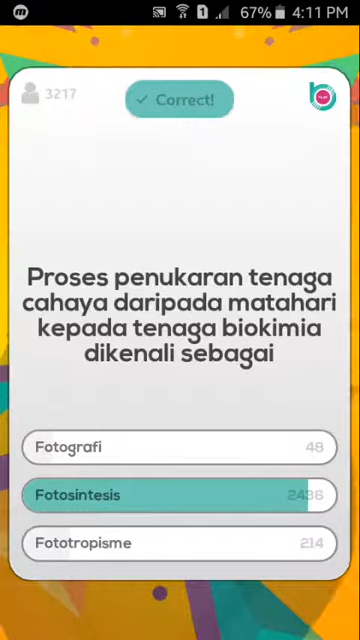 67% 4:11 PM
3217
Correct!
Proses penukaran tenaga
cahaya daripada matahari
kepada tenaga biokimia
dikenali sebagai
Fotografi 48
Fotosintesis 2436
Fototropisme 214